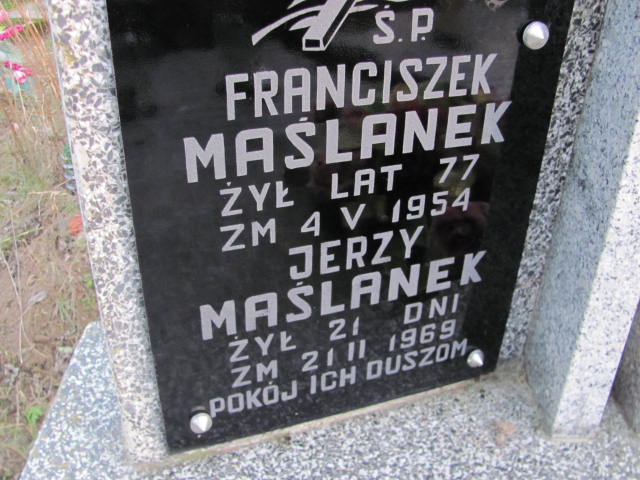 Ś.P.
FRANCISZEK
MAŚLANEK
ŻYŁ LAT 77
ZM 4 V 1954
JERZY
MAŚLANEK
ŻYŁ 21 DNI
ZM 21 II 1969
POKÓJ ICH DUSZOM